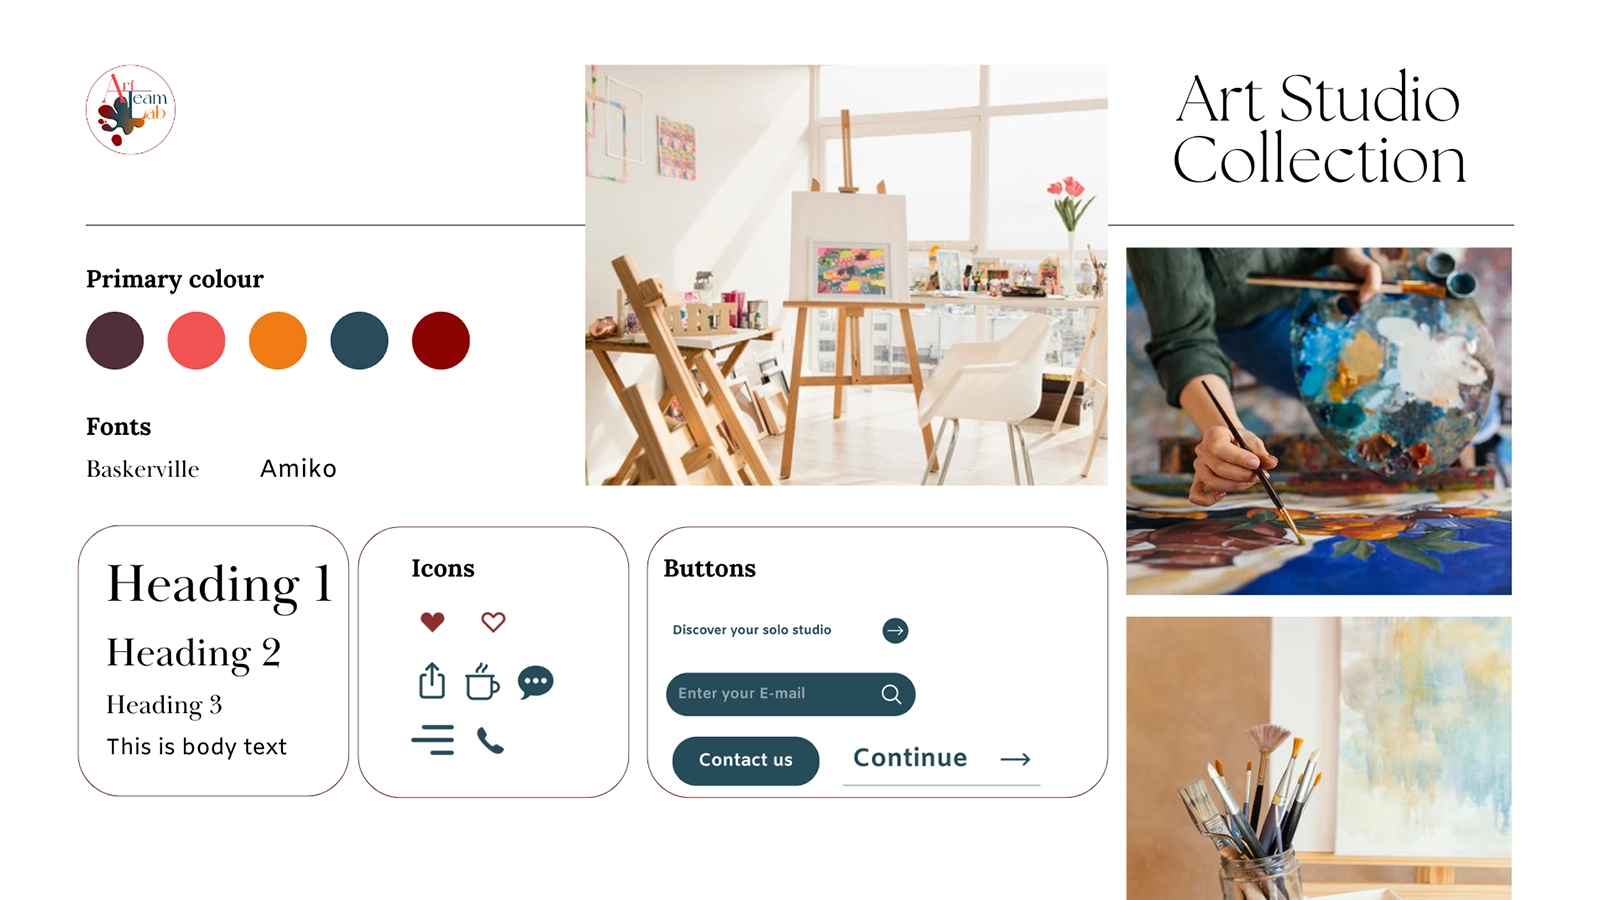 Art
Team
Lab
Art Studio
Collection
Primary colour
Fonts
Baskerville
Amiko
Heading 1
Heading 2
Heading 3
This is body text
Icons
Buttons
Discover your solo studio
Enter your E-mail
Contact us
Continue